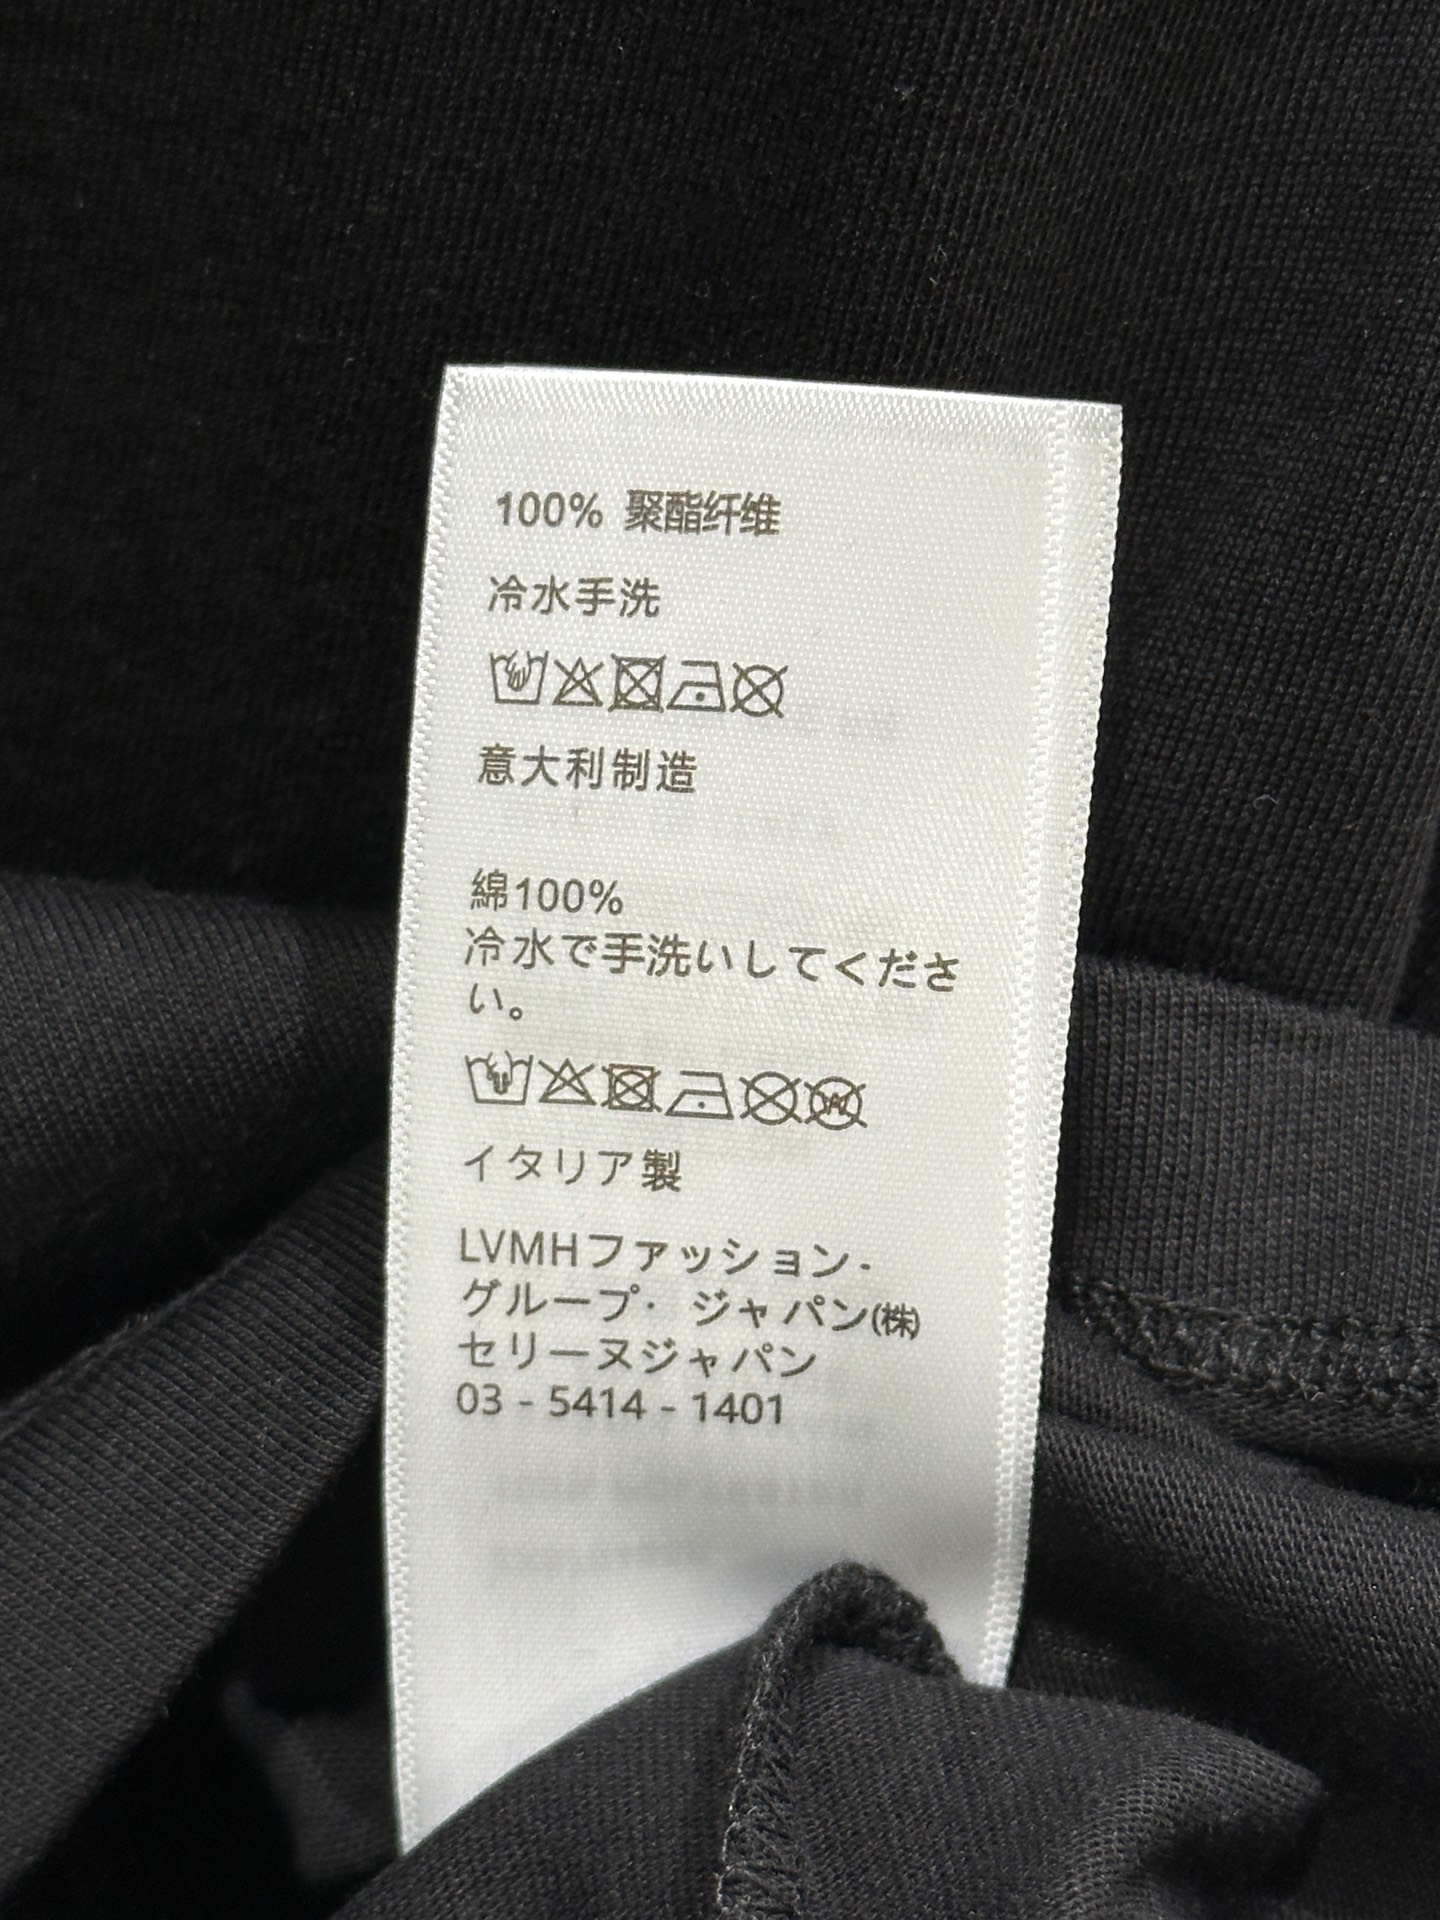 100% 聚酯纤维
冷水手洗
意大利制造
綿100%
冷水で手洗いしてくださ
い。
W
イタリア製
LVMHファッション-
グループ· ジャパン(株)
セリーヌジャパン
03 - 5414 - 1401